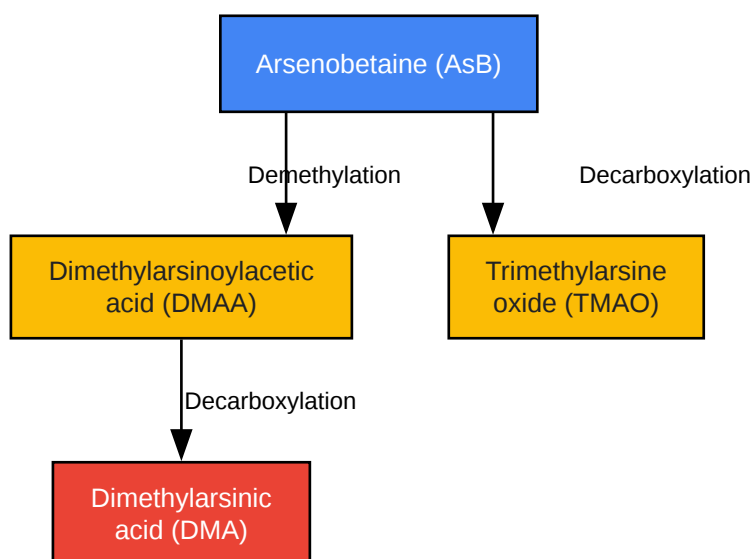 Arsenobetaine (AsB)
Demethylation
Decarboxylation
Dimethylarsinoylacetic
acid (DMAA)
Trimethylarsine
oxide (TMAO)
Decarboxylation
Dimethylarsinic
acid (DMA)